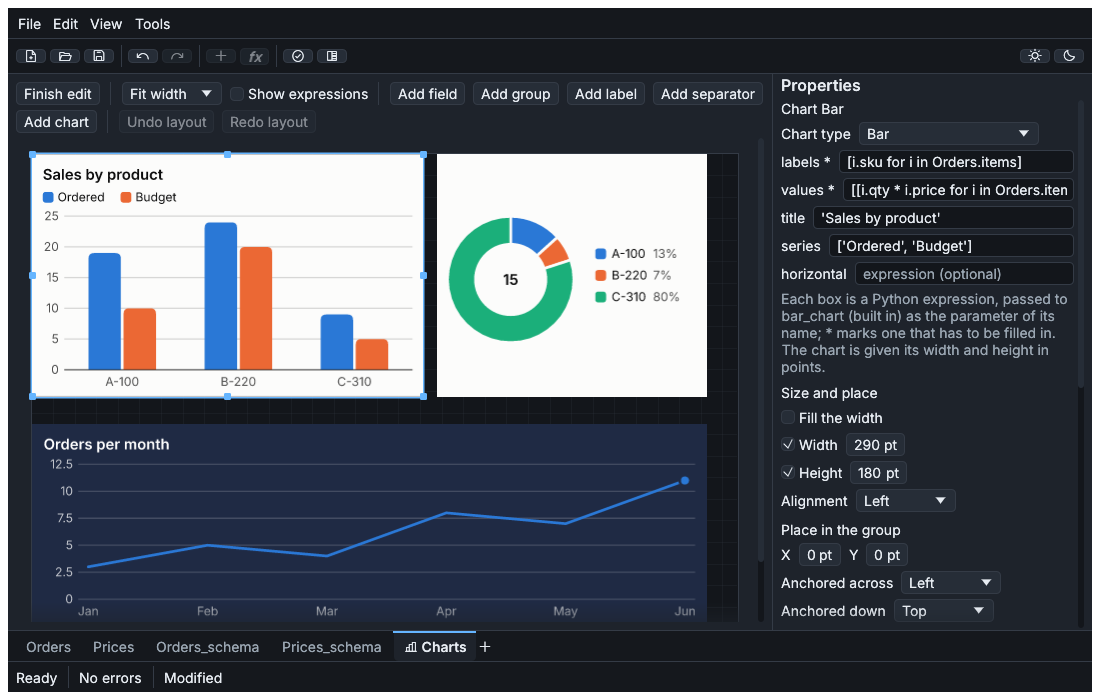 File Edit View Tools
fx
Finish edit Fit width Show expressions Add field Add group Add label Add separator
Add chart Undo layout Redo layout
Sales by product
Ordered Budget
25
20
15
10
5
0
A-100 B-220 C-310
15
A-100 13%
B-220 7%
C-310 80%
Orders per month
12.5
10
7.5
5
2.5
0
Jan Feb Mar Apr May Jun
Properties
Chart Bar
Chart type Bar
labels * [i.sku for i in Orders.items]
values * [[i.qty * i.price for i in Orders.iten
title 'Sales by product'
series ['Ordered', 'Budget']
horizontal expression (optional)
Each box is a Python expression, passed to
bar_chart (built in) as the parameter of its
name; * marks one that has to be filled in.
The chart is given its width and height in
points.
Size and place
Fill the width
Width 290 pt
Height 180 pt
Alignment Left
Place in the group
X 0 pt Y 0 pt
Anchored across Left
Anchored down Top
Orders Prices Orders_schema Prices_schema Charts +
Ready No errors Modified